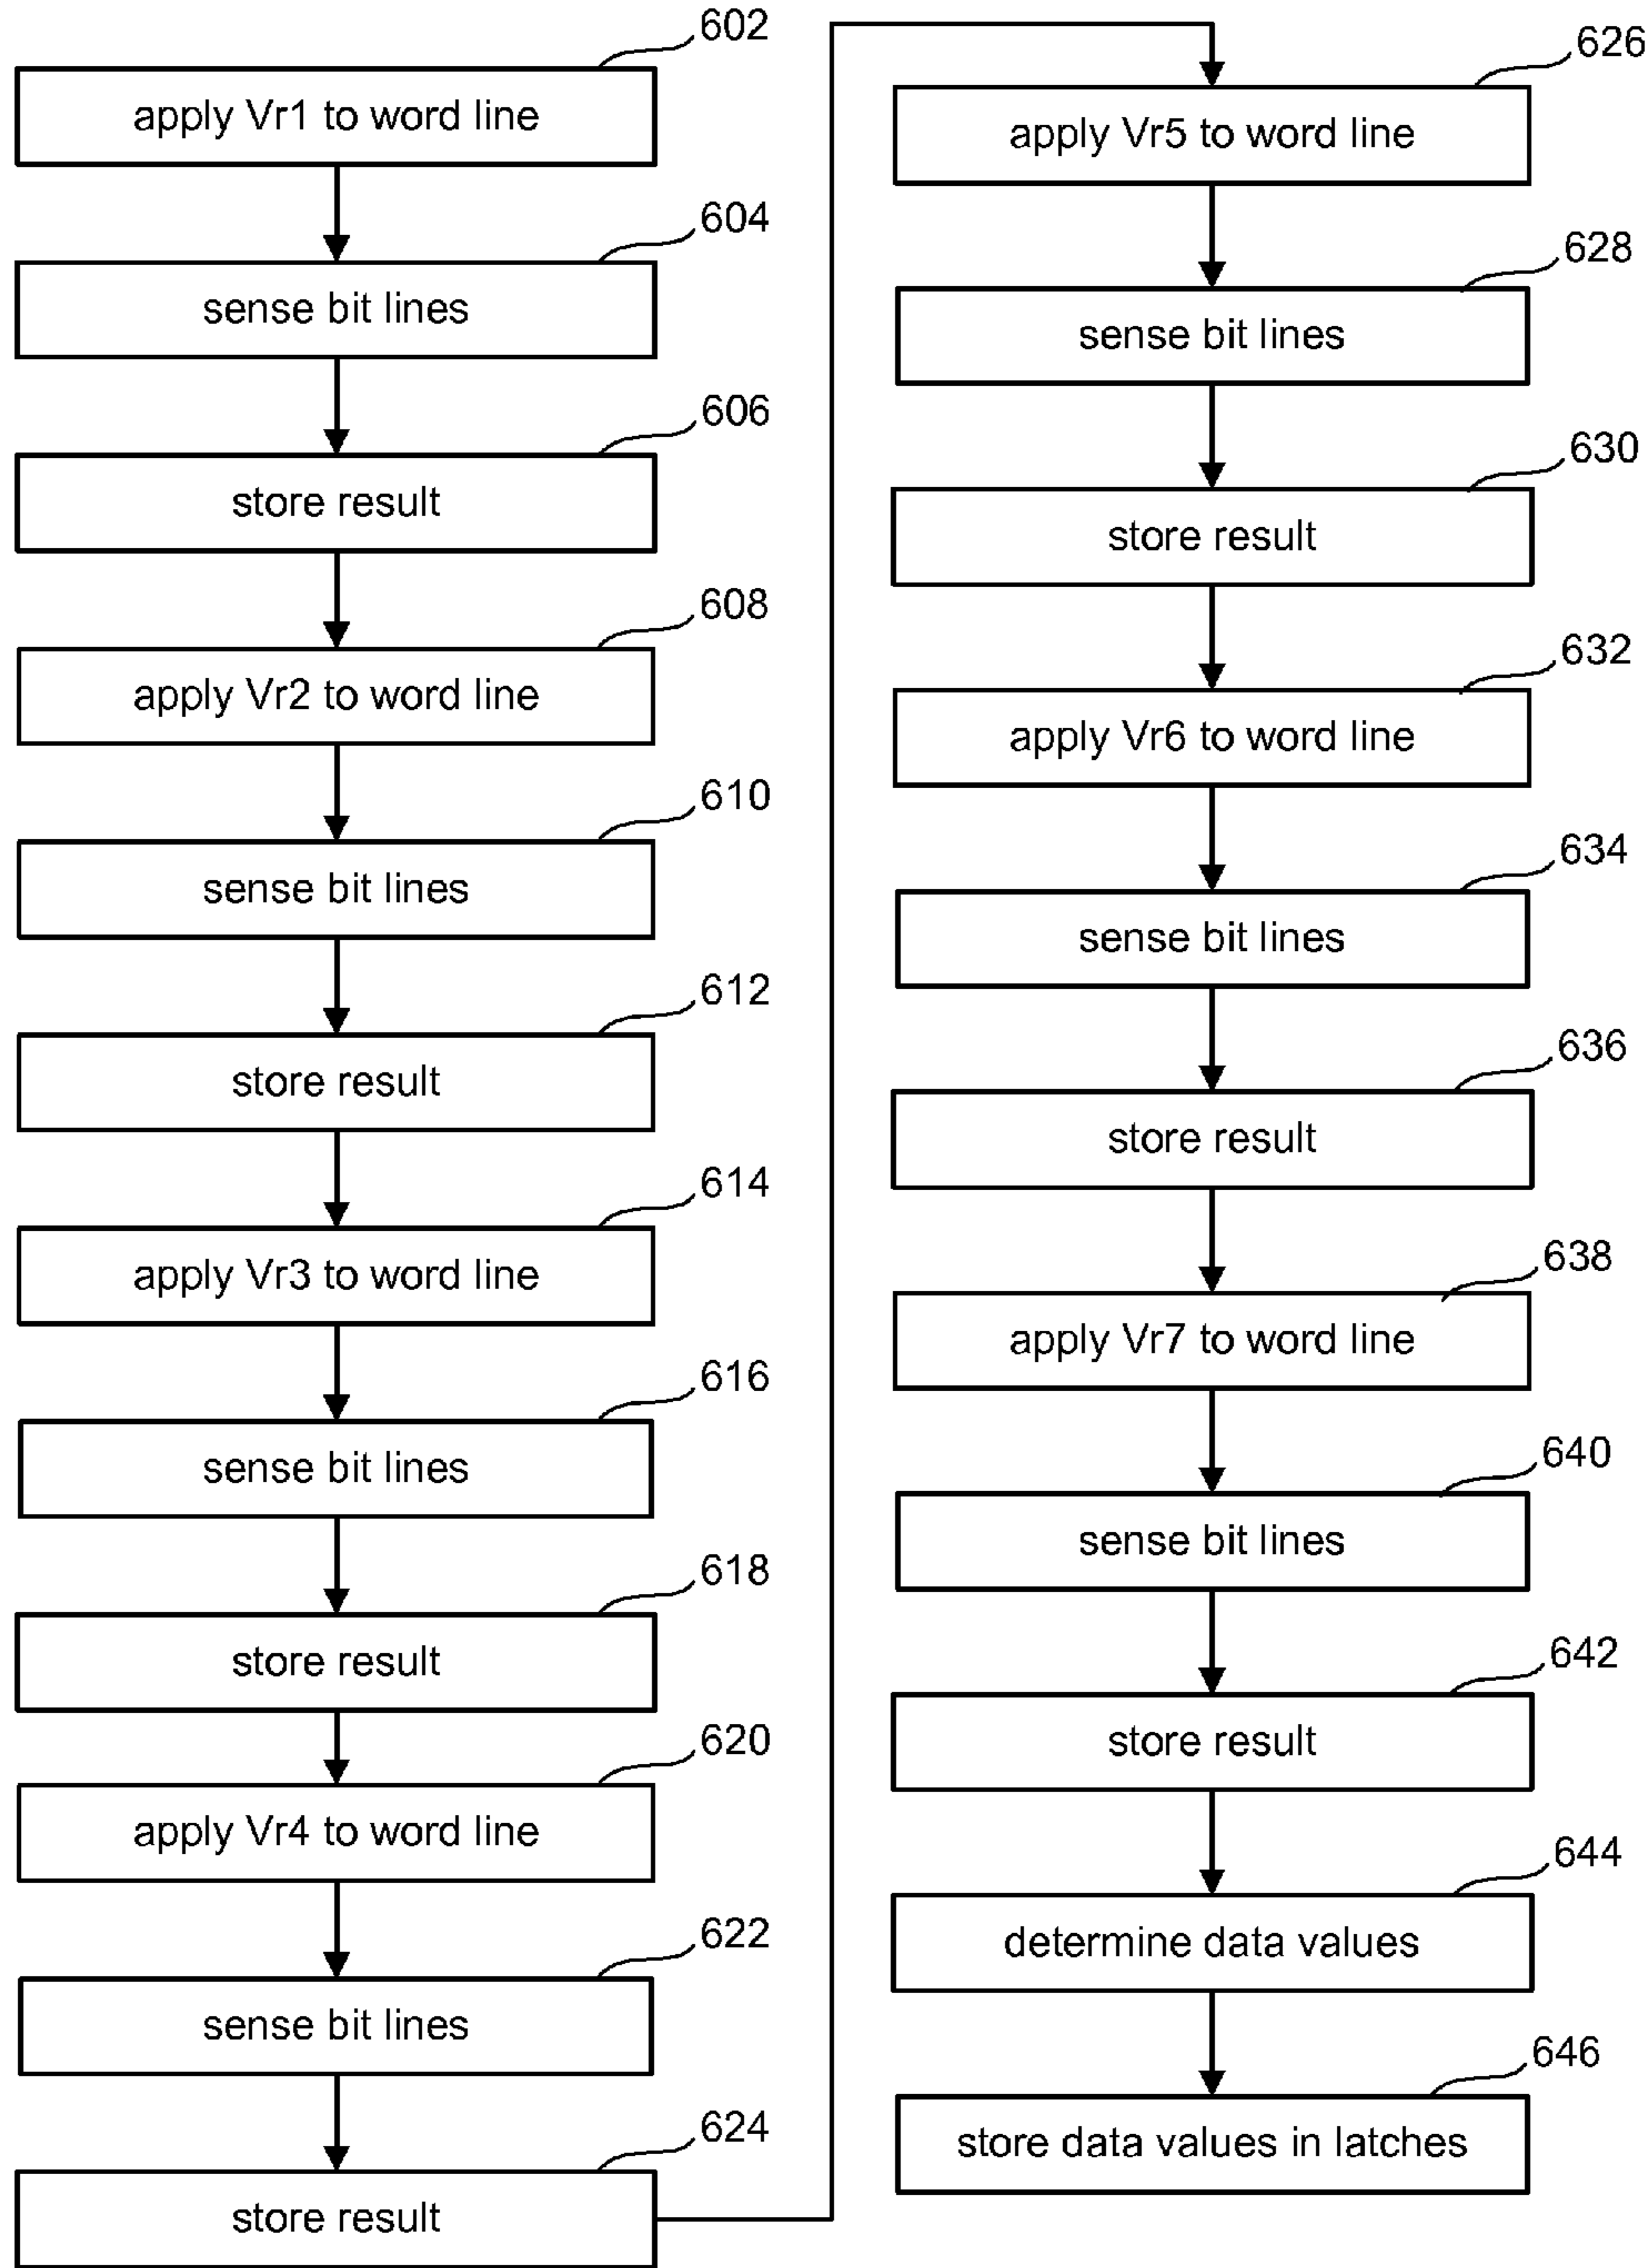 602
apply Vr1 to word line
604
sense bit lines
606
store result
608
apply Vr2 to word line
610
sense bit lines
612
store result
614
apply Vr3 to word line
616
sense bit lines
618
store result
620
apply Vr4 to word line
622
sense bit lines
624
store result
626
apply Vr5 to word line
628
sense bit lines
630
store result
632
apply Vr6 to word line
634
sense bit lines
636
store result
638
apply Vr7 to word line
640
sense bit lines
642
store result
644
determine data values
646
store data values in latches